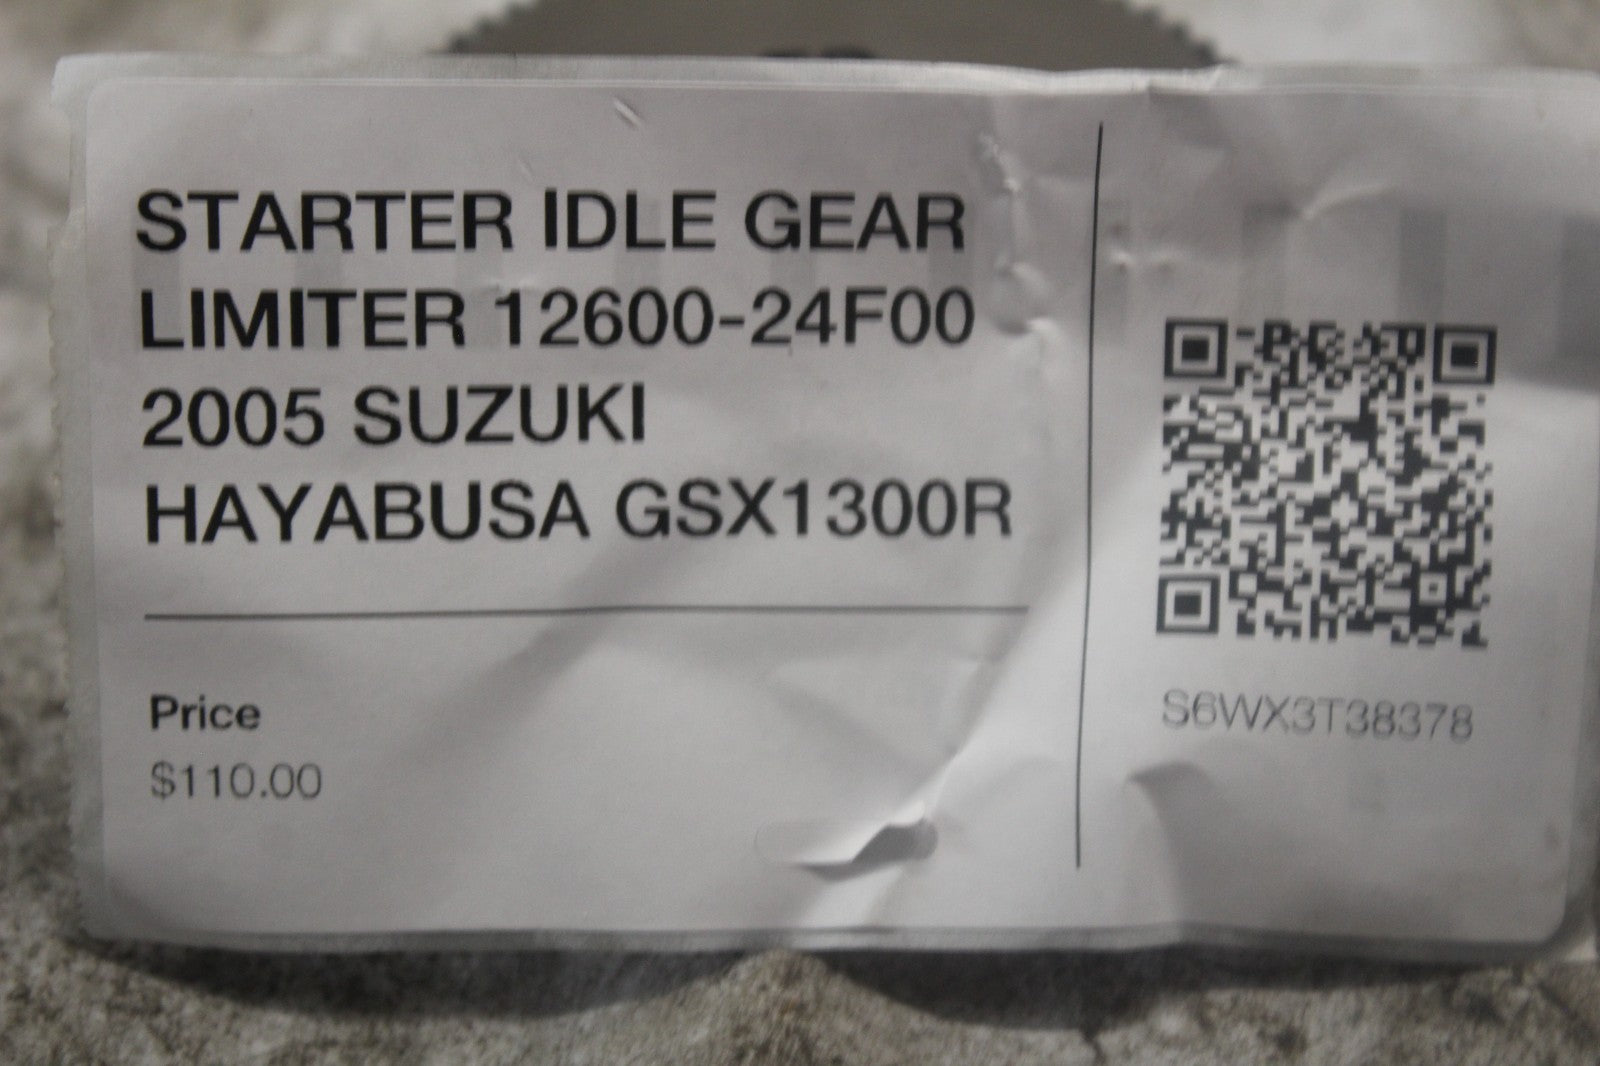 STARTER IDLE GEAR
LIMITER 12600-24F00
2005 SUZUKI
HAYABUSA GSX1300R
Price
$110.00
S6WX3T38378